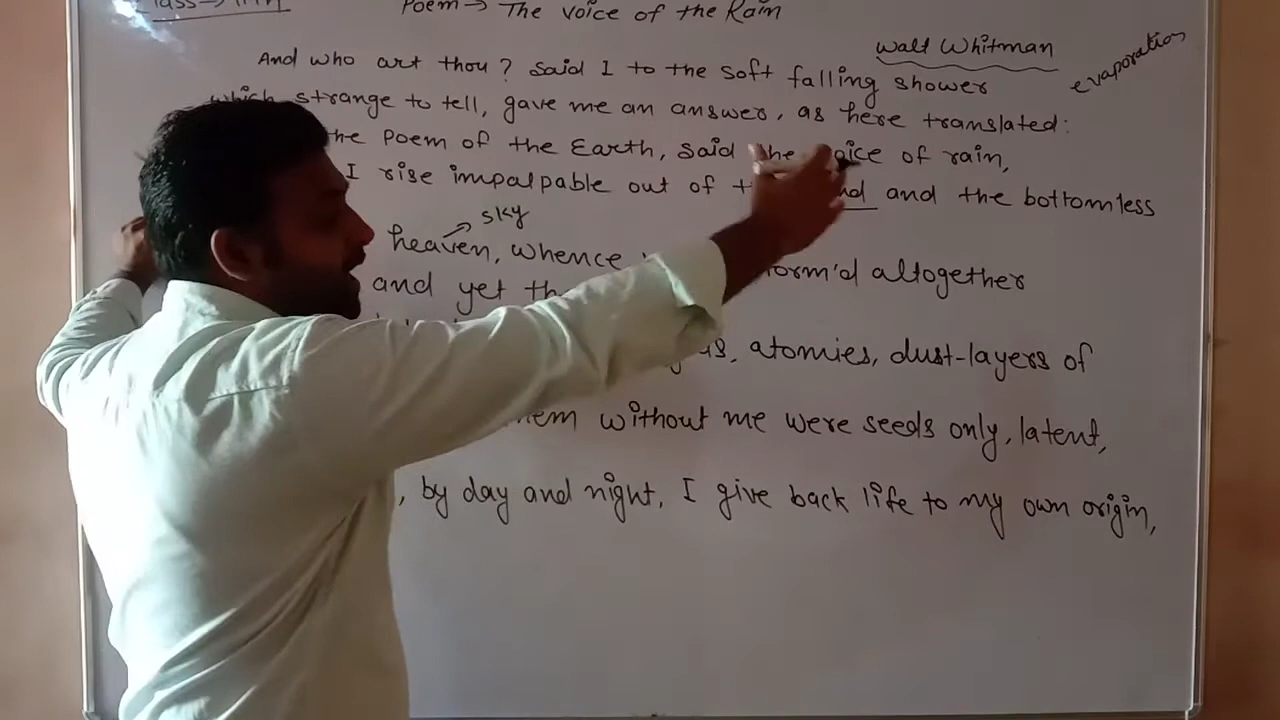 Poem → The Voice of the Rain
Walt Whitman
evaporation
And who art thou? Said I to the soft falling shower
which strange to tell, gave me an answer, as here translated:
the Poem of the Earth, said the voice of rain,
I rise impalpable out of and the bottomless
sky
heaven, whence
and yet altogether
atomies, dust-layers of
without me were seeds only, latent,
, by day and night, I give back life to my own origin,